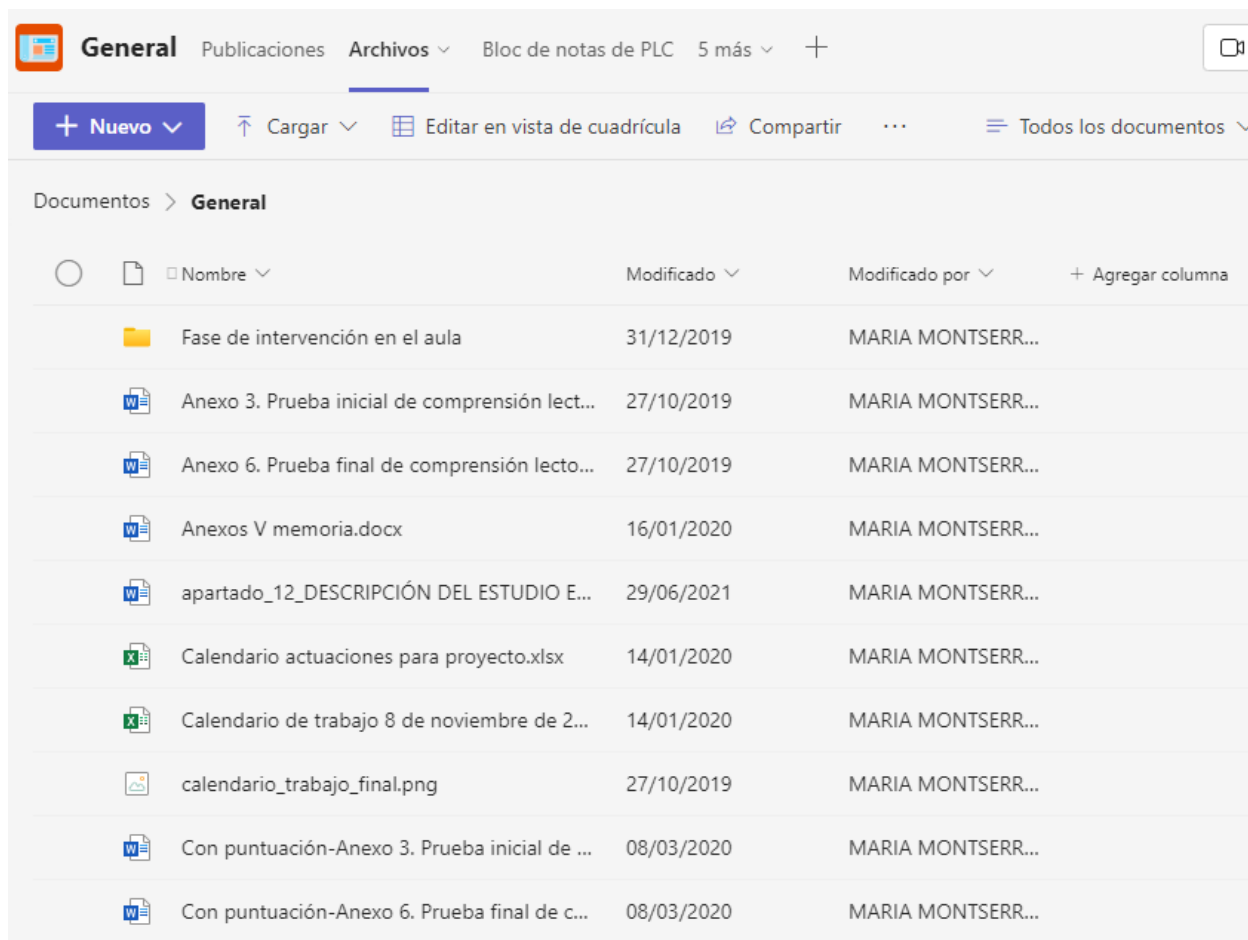 General Publicaciones Archivos Bloc de notas de PLC 5 más
Nuevo Cargar Editar en vista de cuadrícula Compartir ... Todos los documentos
Documentos > General
Nombre Modificado Modificado por + Agregar columna
Fase de intervención en el aula 31/12/2019 MARIA MONTSERR...
Anexo 3. Prueba inicial de comprensión lect... 27/10/2019 MARIA MONTSERR...
Anexo 6. Prueba final de comprensión lecto... 27/10/2019 MARIA MONTSERR...
Anexos V memoria.docx 16/01/2020 MARIA MONTSERR...
apartado_12_DESCRIPCIÓN DEL ESTUDIO E... 29/06/2021 MARIA MONTSERR...
Calendario actuaciones para proyecto.xlsx 14/01/2020 MARIA MONTSERR...
Calendario de trabajo 8 de noviembre de 2... 14/01/2020 MARIA MONTSERR...
calendario_trabajo_final.png 27/10/2019 MARIA MONTSERR...
Con puntuación-Anexo 3. Prueba inicial de ... 08/03/2020 MARIA MONTSERR...
Con puntuación-Anexo 6. Prueba final de c... 08/03/2020 MARIA MONTSERR...